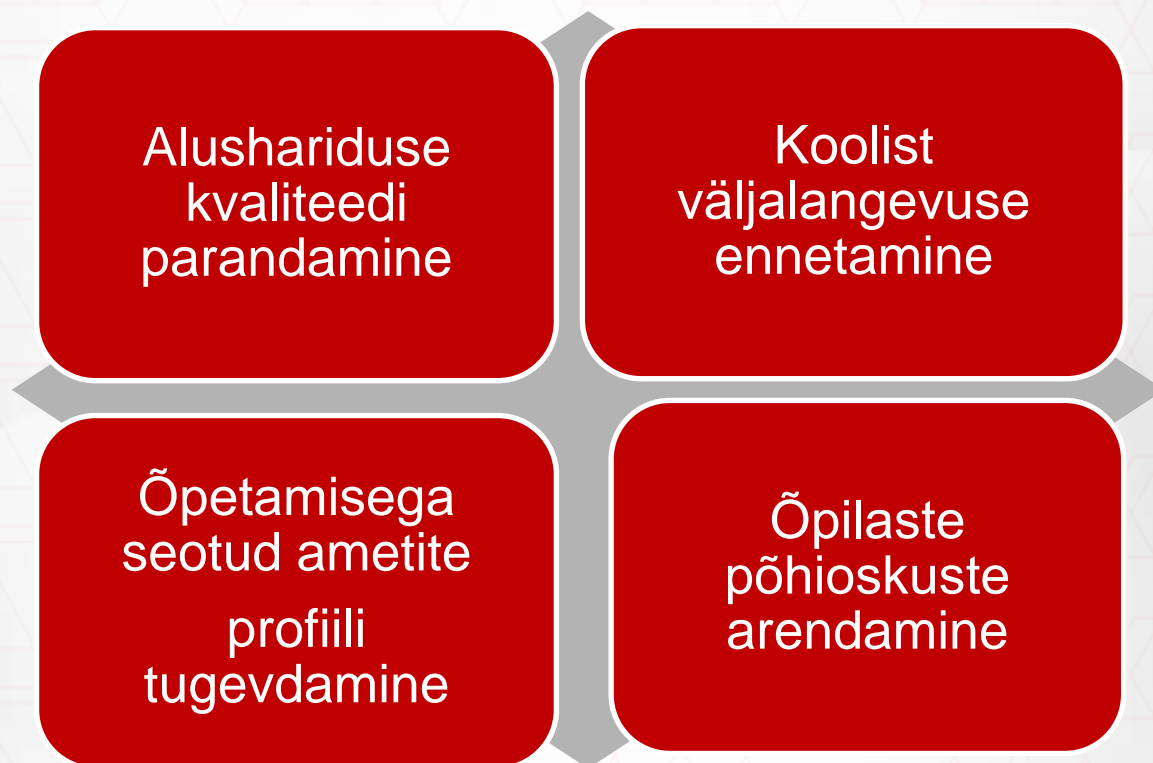 Alushariduse
kvaliteedi
parandamine
Koolist
väljalangevuse
ennetamine
Õpetamisega
seotud ametite
profiili
tugevdamine
Õpilaste
põhioskuste
arendamine